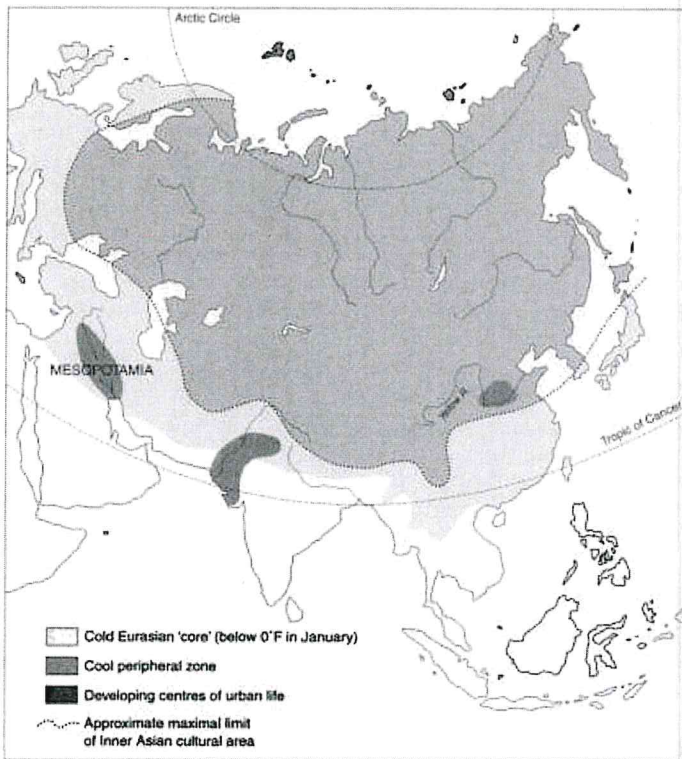 Arctic Circle
MESOPOTAMIA
Yellow R.
Tropic of Cancer
Cold Eurasian 'core' (below 0°F in January)
Cool peripheral zone
Developing centres of urban life
Approximate maximal limit
of Inner Asian cultural area